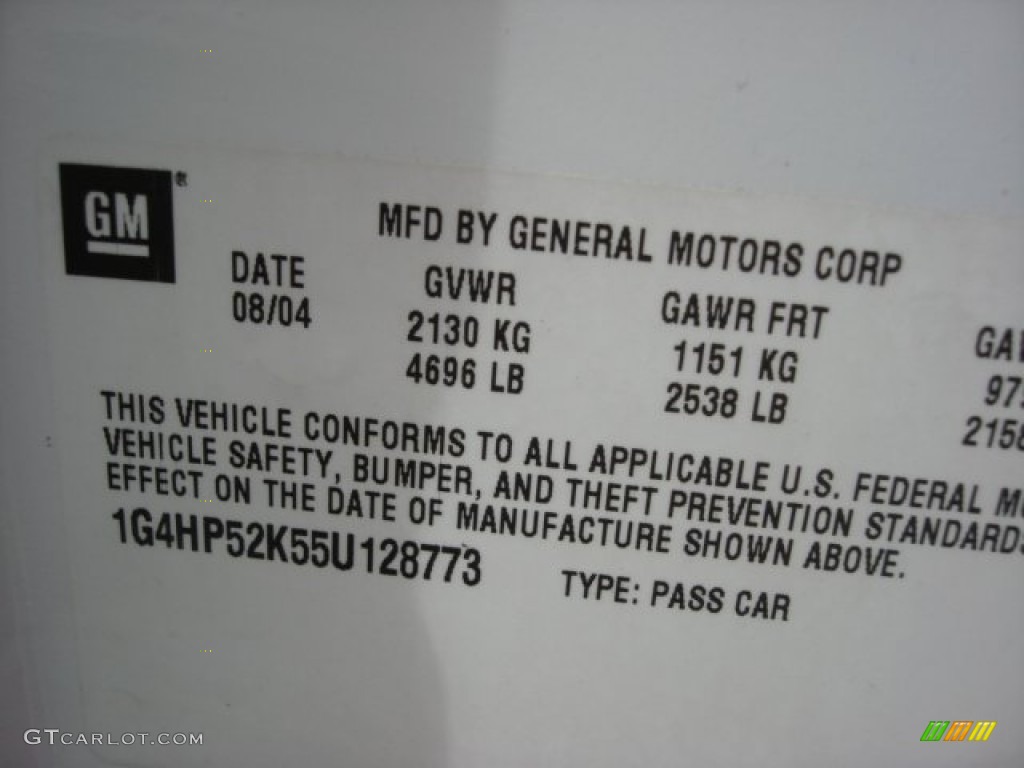 GM®
MFD BY GENERAL MOTORS CORP
DATE GVWR GAWR FRT
08/04 2130 KG 1151 KG
4696 LB 2538 LB
THIS VEHICLE CONFORMS TO ALL APPLICABLE U.S. FEDERAL
VEHICLE SAFETY, BUMPER, AND THEFT PREVENTION STANDARDS
EFFECT ON THE DATE OF MANUFACTURE SHOWN ABOVE.
1G4HP52K55U128773 TYPE: PASS CAR
GTCARLOT.COM